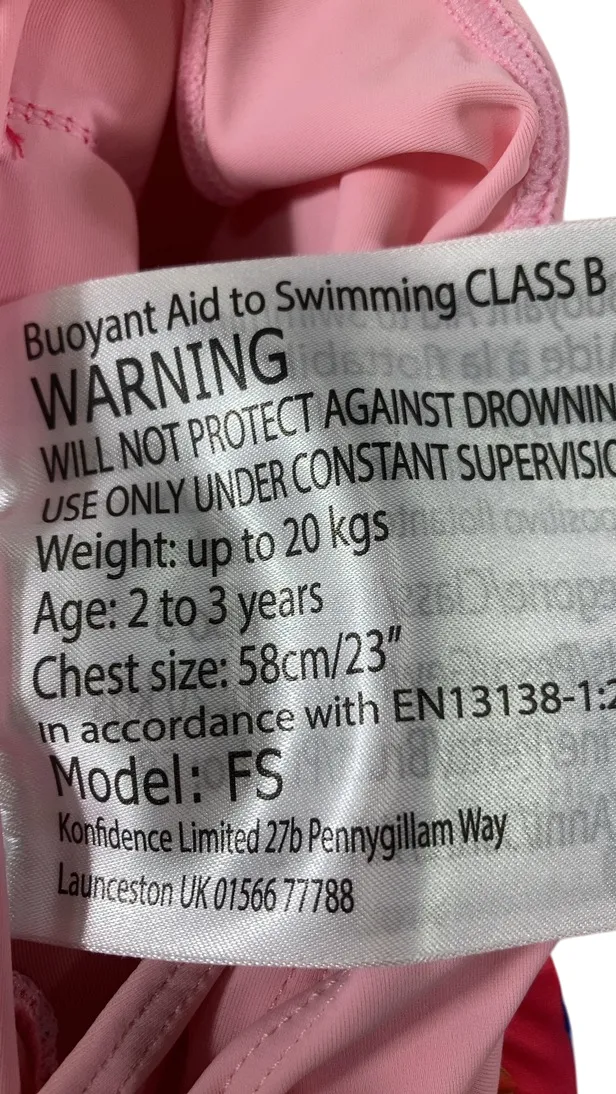 Buoyant Aid to Swimming CLASS B
WARNING
WILL NOT PROTECT AGAINST DROWNIN
USE ONLY UNDER CONSTANT SUPERVISIO
Weight: up to 20 kgs
Age: 2 to 3 years
Chest size: 58cm/23"
in accordance with EN13138-1:2
Model: FS
Konfidence Limited 27b Pennygillam Way
Launceston UK 01566 77788